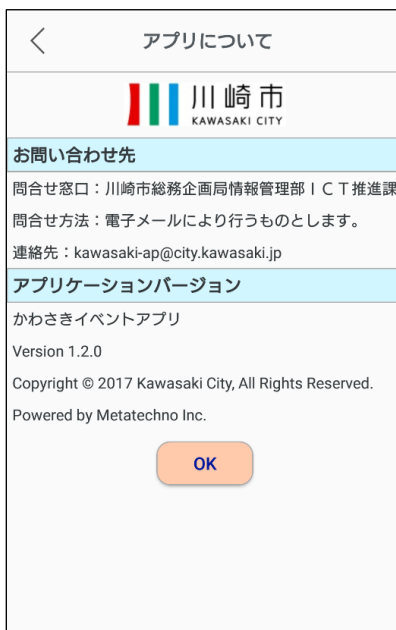 アプリについて
川崎市
KAWASAKI CITY
お問い合わせ先
問合せ窓口：川崎市総務企画局情報管理部ＩＣＴ推進課
問合せ方法：電子メールにより行うものとします。
連絡先：kawasaki-ap@city.kawasaki.jp
アプリケーションバージョン
かわさきイベントアプリ
Version 1.2.0
Copyright © 2017 Kawasaki City, All Rights Reserved.
Powered by Metatechno Inc.
OK